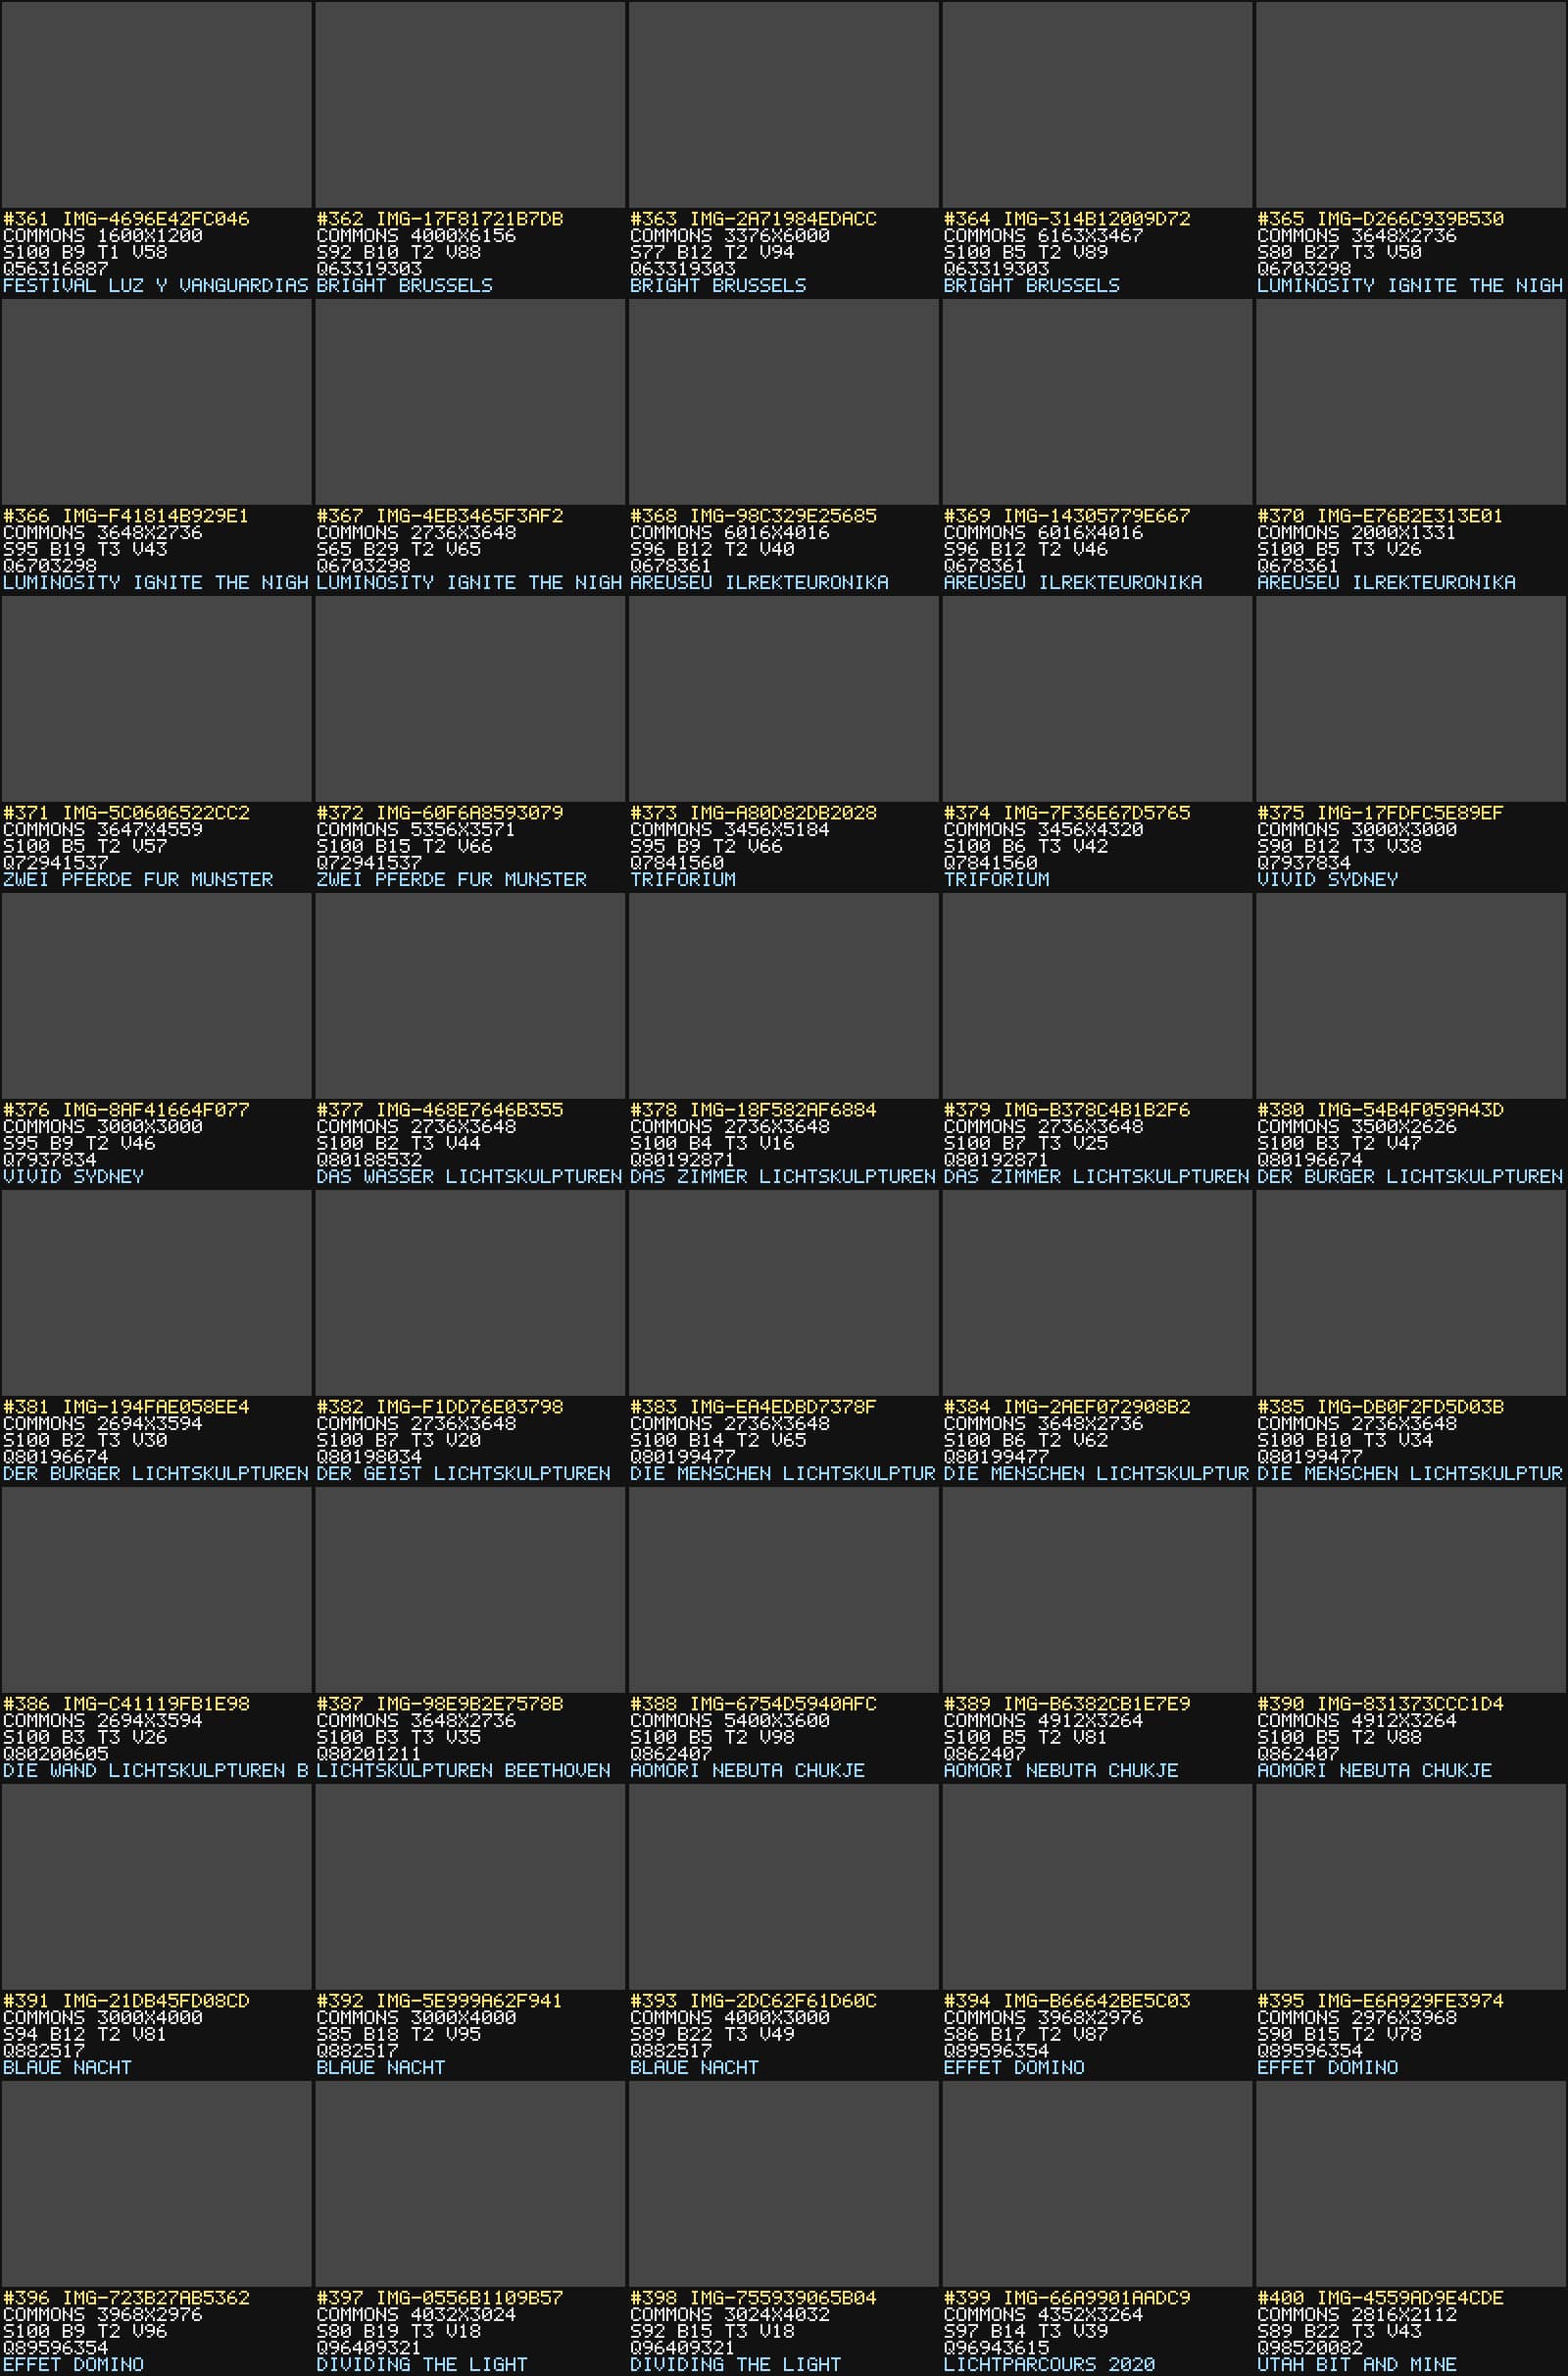 #361 IMG-4696E42FC046
COMMONS 1600X1200
S100 B9 T1 V58
Q56316887
FESTIVAL LUZ Y VANGUARDIAS
#362 IMG-17F81721B7DB
COMMONS 4000X6156
S92 B10 T2 V88
Q63319303
BRIGHT BRUSSELS
#363 IMG-2A71984EDACC
COMMONS 3376X6000
S77 B12 T2 V94
Q63319303
BRIGHT BRUSSELS
#364 IMG-314B12009D72
COMMONS 6163X3467
S100 B5 T2 V89
Q63319303
BRIGHT BRUSSELS
#365 IMG-D266C939B530
COMMONS 3648X2736
S80 B27 T3 V50
Q6703298
LUMINOSITY IGNITE THE NIGH
#366 IMG-F41814B929E1
COMMONS 3648X2736
S95 B19 T3 V43
Q6703298
LUMINOSITY IGNITE THE NIGH
#367 IMG-4EB3465F3AF2
COMMONS 2736X3648
S65 B29 T2 V65
Q6703298
LUMINOSITY IGNITE THE NIGH
#368 IMG-98C329E25685
COMMONS 6016X4016
S96 B12 T2 V40
Q678361
AREUSEU ILREKTEURONIKA
#369 IMG-14305779E667
COMMONS 6016X4016
S96 B12 T2 V46
Q678361
AREUSEU ILREKTEURONIKA
#370 IMG-E76B2E313E01
COMMONS 2000X1331
S100 B5 T3 V26
Q678361
AREUSEU ILREKTEURONIKA
#371 IMG-5C0606522CC2
COMMONS 3647X4559
S100 B5 T2 V57
Q72941537
ZWEI PFERDE FUR MUNSTER
#372 IMG-60F6A8593079
COMMONS 5356X3571
S100 B15 T2 V66
Q72941537
ZWEI PFERDE FUR MUNSTER
#373 IMG-A80D82DB2028
COMMONS 3456X5184
S95 B9 T2 V66
Q7841560
TRIFORIUM
#374 IMG-7F36E67D5765
COMMONS 3456X4320
S100 B6 T3 V42
Q7841560
TRIFORIUM
#375 IMG-17FDFC5E89EF
COMMONS 3000X3000
S90 B12 T3 V38
Q7937834
VIVID SYDNEY
#376 IMG-8AF41664F077
COMMONS 3000X3000
S95 B9 T2 V46
Q7937834
VIVID SYDNEY
#377 IMG-468E7646B355
COMMONS 2736X3648
S100 B2 T3 V44
Q80188532
DAS WASSER LICHTSKULPTUREN
#378 IMG-18F582AF6884
COMMONS 2736X3648
S100 B4 T3 V16
Q80192871
DAS ZIMMER LICHTSKULPTUREN
#379 IMG-B378C4B1B2F6
COMMONS 2736X3648
S100 B7 T3 V25
Q80192871
DAS ZIMMER LICHTSKULPTUREN
#380 IMG-54B4F059A43D
COMMONS 3500X2626
S100 B3 T2 V47
Q80196674
DER BURGER LICHTSKULPTUREN
#381 IMG-194FAE058EE4
COMMONS 2694X3594
S100 B2 T3 V30
Q80196674
DER BURGER LICHTSKULPTUREN
#382 IMG-F1DD76E03798
COMMONS 2736X3648
S100 B7 T3 V20
Q80198034
DER GEIST LICHTSKULPTUREN
#383 IMG-EA4EDBD7378F
COMMONS 2736X3648
S100 B14 T2 V65
Q80199477
DIE MENSCHEN LICHTSKULPTUR
#384 IMG-2AEF072908B2
COMMONS 3648X2736
S100 B6 T2 V62
Q80199477
DIE MENSCHEN LICHTSKULPTUR
#385 IMG-DB0F2FD5D03B
COMMONS 2736X3648
S100 B10 T3 V34
Q80199477
DIE MENSCHEN LICHTSKULPTUR
#386 IMG-C41119FB1E98
COMMONS 2694X3594
S100 B3 T3 V26
Q80200605
DIE WAND LICHTSKULPTUREN B
#387 IMG-98E9B2E7578B
COMMONS 3648X2736
S100 B3 T3 V35
Q80201211
LICHTSKULPTUREN BEETHOVEN
#388 IMG-6754D5940AFC
COMMONS 5400X3600
S100 B5 T2 V98
Q862407
AOMORI NEBUTA CHUKJE
#389 IMG-B6382CB1E7E9
COMMONS 4912X3264
S100 B5 T2 V81
Q862407
AOMORI NEBUTA CHUKJE
#390 IMG-831373CCC1D4
COMMONS 4912X3264
S100 B5 T2 V88
Q862407
AOMORI NEBUTA CHUKJE
#391 IMG-21DB45FD08CD
COMMONS 3000X4000
S94 B12 T2 V81
Q882517
BLAUE NACHT
#392 IMG-5E999A62F941
COMMONS 3000X4000
S85 B18 T2 V95
Q882517
BLAUE NACHT
#393 IMG-2DC62F61D60C
COMMONS 4000X3000
S89 B22 T3 V49
Q882517
BLAUE NACHT
#394 IMG-B66642BE5C03
COMMONS 3968X2976
S86 B17 T2 V87
Q89596354
EFFET DOMINO
#395 IMG-E6A929FE3974
COMMONS 2976X3968
S90 B15 T2 V78
Q89596354
EFFET DOMINO
#396 IMG-723B27AB5362
COMMONS 3968X2976
S100 B9 T2 V96
Q89596354
EFFET DOMINO
#397 IMG-0556B1109B57
COMMONS 4032X3024
S80 B19 T3 V18
Q96409321
DIVIDING THE LIGHT
#398 IMG-755939065B04
COMMONS 3024X4032
S92 B15 T3 V18
Q96409321
DIVIDING THE LIGHT
#399 IMG-66A9901AADC9
COMMONS 4352X3264
S97 B14 T3 V39
Q96943615
LICHTPARCOURS 2020
#400 IMG-4559AD9E4CDE
COMMONS 2816X2112
S89 B22 T3 V43
Q98520082
UTAH BIT AND MINE